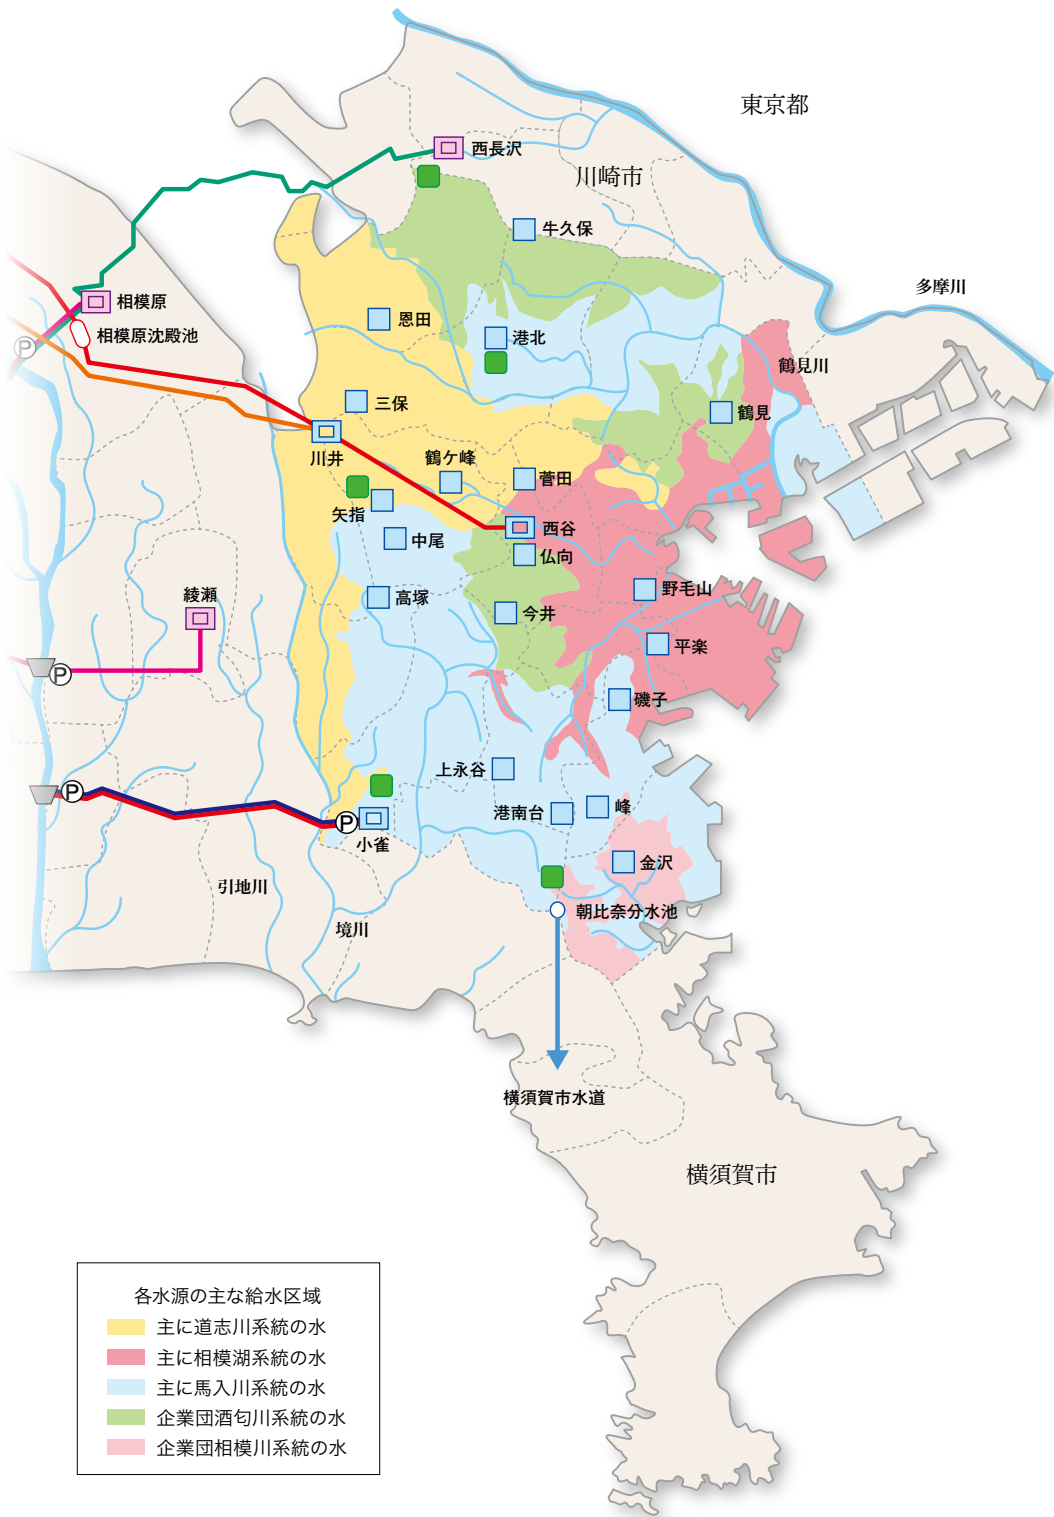 東京都
西長沢
川崎市
牛久保
多摩川
相模原
恩田
相模原沈殿池
港北
P
鶴見川
三保
鶴見
川井
鶴ケ峰
菅田
矢指
西谷
中尾
仏向
綾瀬
高塚
野毛山
今井
平楽
P
磯子
上永谷
P
港南台
峰
P
小雀
金沢
引地川
朝比奈分水池
境川
横須賀市水道
横須賀市
各水源の主な給水区域
主に道志川系統の水
主に相模湖系統の水
主に馬入川系統の水
企業団酒匂川系統の水
企業団相模川系統の水